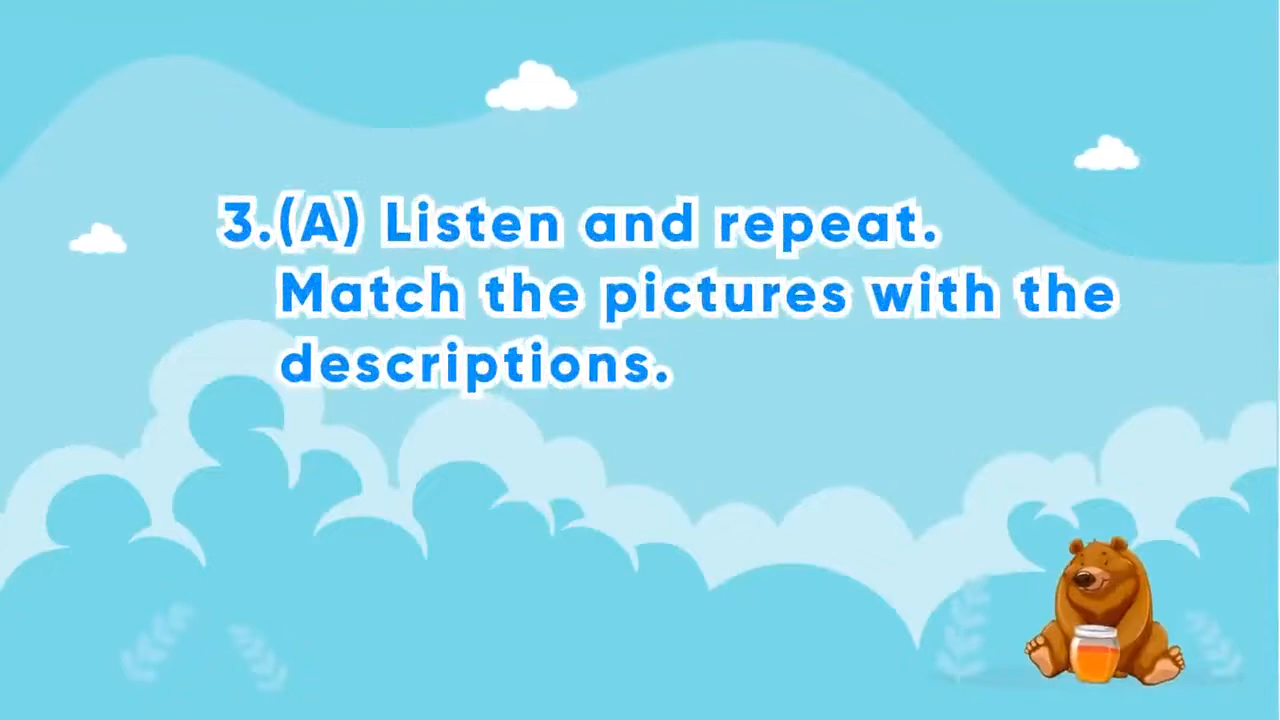 3.(A) Listen and repeat.
Match the pictures with the
descriptions.